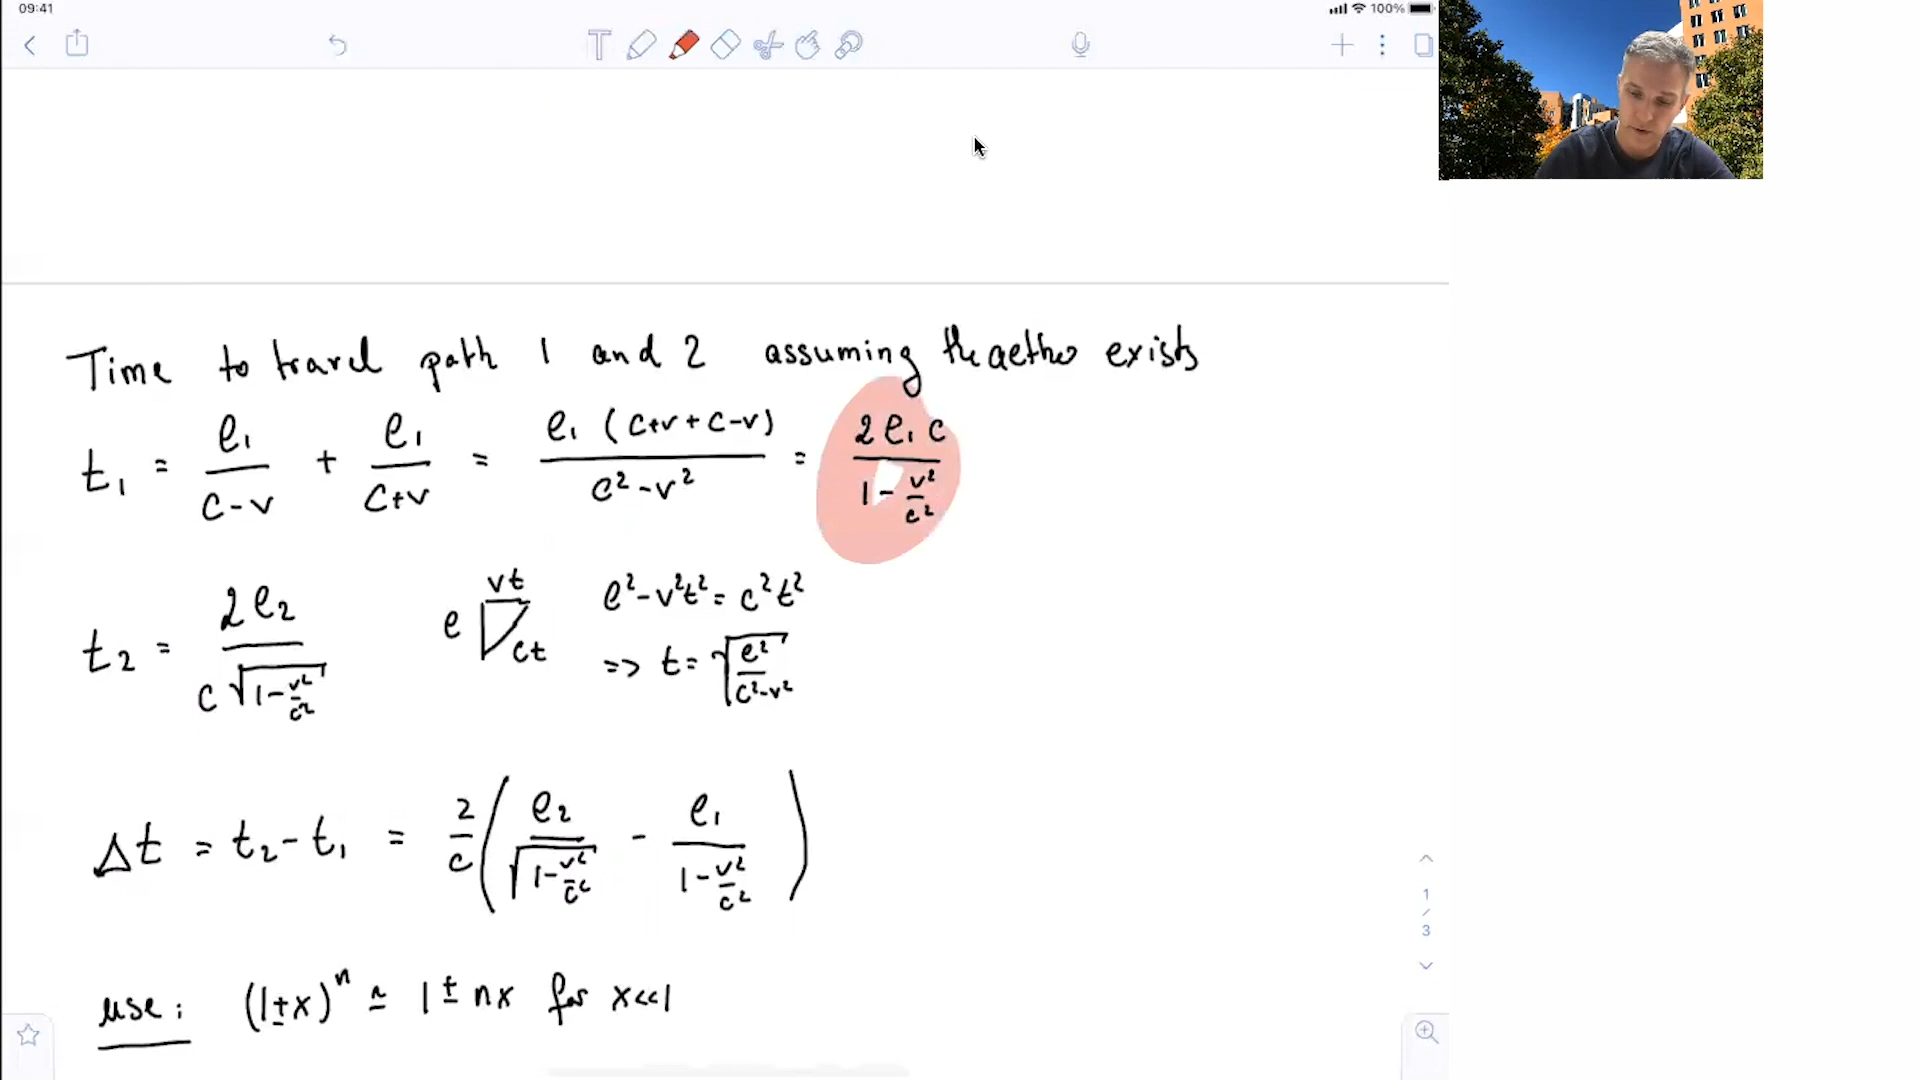 09:41
100%
T
Time to travel path 1 and 2 assuming the aether exists
t₁ = ℓ₁/(c-v) + ℓ₁/(c+v) = ℓ₁ (c+v+c-v)/(c²-v²) = 2ℓ₁c/(1-v²/c²)
t₂ = 2ℓ₂/(c√(1-v²/c²))
vt
ℓ
ct
ℓ²-v²t² = c²t²
=> t = √(ℓ²/(c²-v²))
Δt = t₂-t₁ = 2/c (ℓ₂/√(1-v²/c²) - ℓ₁/(1-v²/c²))
use: (1±x)ⁿ ≃ 1±nx for x<<1
1
/
3